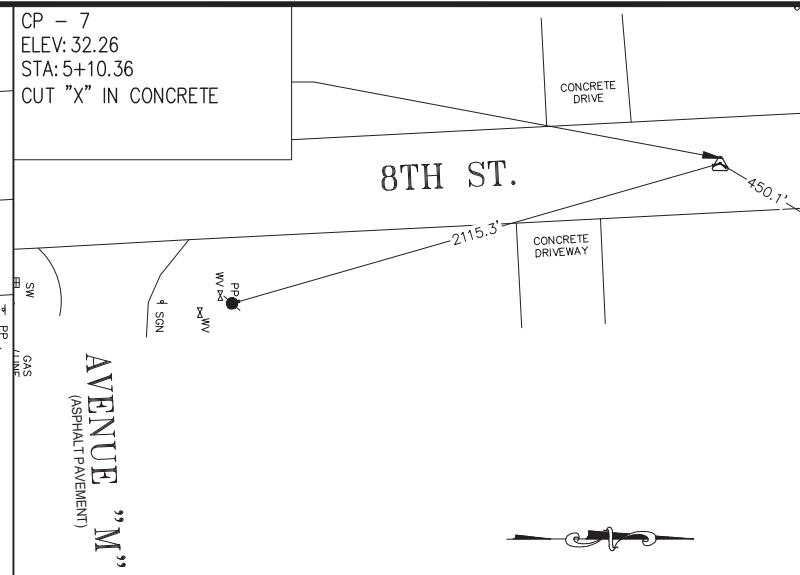 CP - 7
ELEV: 32.26
STA: 5+10.36
CUT "X" IN CONCRETE
CONCRETE
DRIVE
8TH ST.
450.1'
2115.3'
CONCRETE
DRIVEWAY
WV
PP
WV
SGN
SW
PP
GAS
LINE
AVENUE "M"
(ASPHALT PAVEMENT)